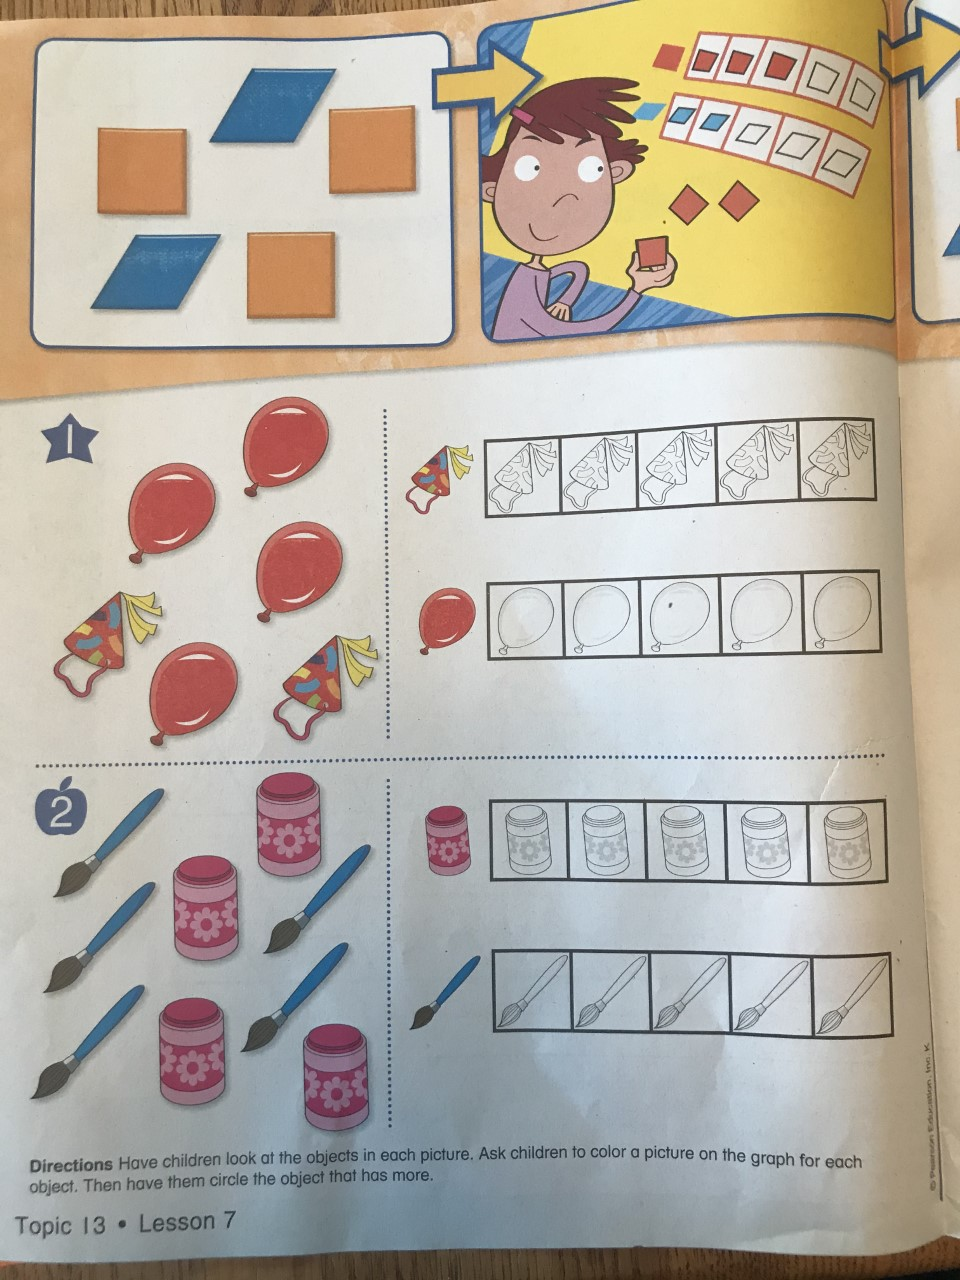 1
2
Directions Have children look at the objects in each picture. Ask children to color a picture on the graph for each
object. Then have them circle the object that has more.
Topic 13 • Lesson 7
© Pearson Education, Inc. K